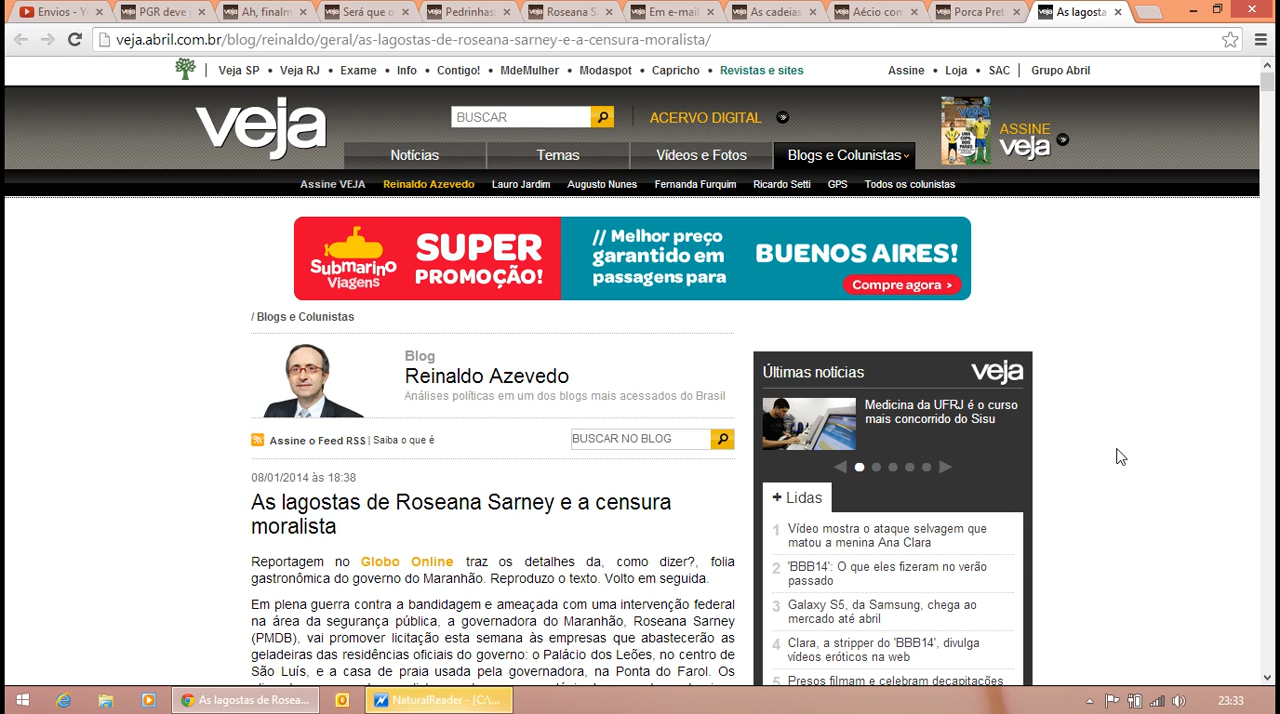 Envios - Yo
PGR deve p
Ah, finalm
Será que o
Pedrinhas:
Roseana S
Em e-mail
As cadeias
Aécio com
Porca Pret
As lagosta
veja.abril.com.br/blog/reinaldo/geral/as-lagostas-de-roseana-sarney-e-a-censura-moralista/
Veja SP • Veja RJ • Exame • Info • Contigo! • MdeMulher • Modaspot • Capricho • Revistas e sites
Assine • Loja • SAC | Grupo Abril
veja
BUSCAR
ACERVO DIGITAL
ASSINE
veja
Notícias
Temas
Vídeos e Fotos
Blogs e Colunistas
Assine VEJA Reinaldo Azevedo Lauro Jardim Augusto Nunes Fernanda Furquim Ricardo Setti GPS Todos os colunistas
Submarino
Viagens
SUPER
PROMOÇÃO!
// Melhor preço
garantido em
passagens para
BUENOS AIRES!
Compre agora >
/ Blogs e Colunistas
Blog
Reinaldo Azevedo
Análises políticas em um dos blogs mais acessados do Brasil
Assine o Feed RSS | Saiba o que é
BUSCAR NO BLOG
08/01/2014 às 18:38
As lagostas de Roseana Sarney e a censura
moralista
Reportagem no Globo Online traz os detalhes da, como dizer?, folia
gastronômica do governo do Maranhão. Reproduzo o texto. Volto em seguida.
Em plena guerra contra a bandidagem e ameaçada com uma intervenção federal
na área da segurança pública, a governadora do Maranhão, Roseana Sarney
(PMDB), vai promover licitação esta semana às empresas que abastecerão as
geladeiras das residências oficiais do governo: o Palácio dos Leões, no centro de
São Luís, e a casa de praia usada pela governadora, na Ponta do Farol. Os
Últimas notícias
veja
Medicina da UFRJ é o curso
mais concorrido do Sisu
+ Lidas
1 Vídeo mostra o ataque selvagem que
matou a menina Ana Clara
2 'BBB14': O que eles fizeram no verão
passado
3 Galaxy S5, da Samsung, chega ao
mercado até abril
4 Clara, a stripper do 'BBB14', divulga
vídeos eróticos na web
5 Presos filmam e celebram decapitações
As lagostas de Rosea...
NaturalReader - [C:\...
23:33